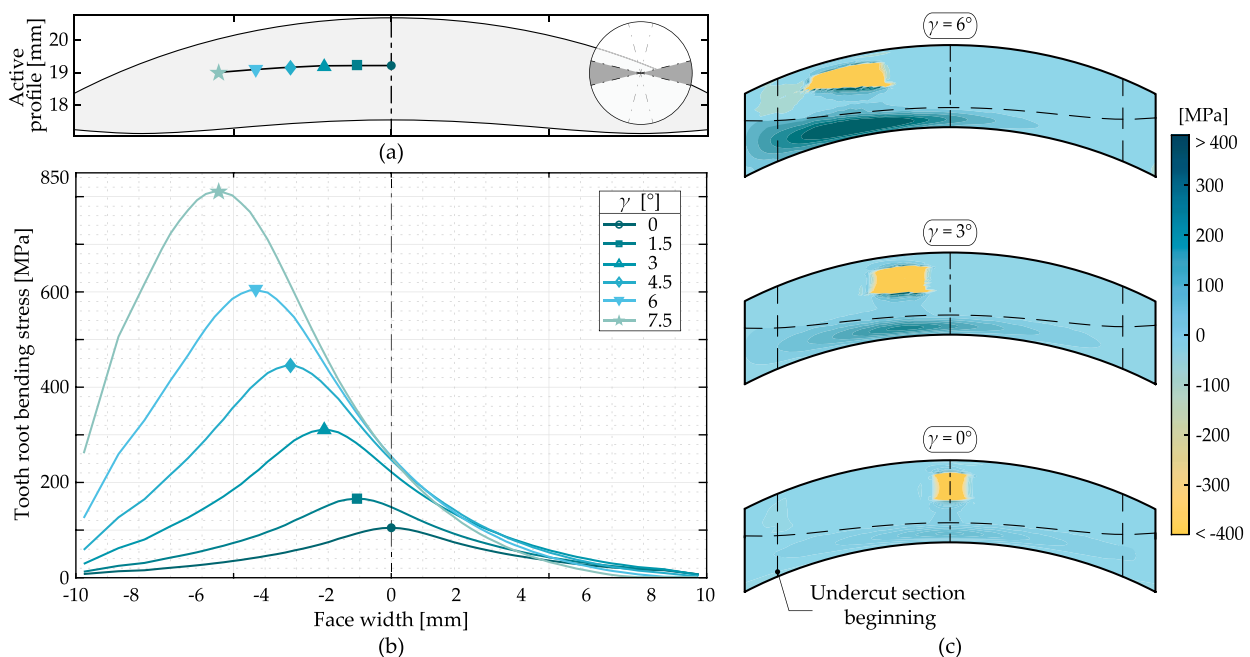 Active
profile [mm]
20
19
18
(a)
Tooth root bending stress [MPa]
850
600
400
200
0
-10 -8 -6 -4 -2 0 2 4 6 8 10
Face width [mm]
(b)
γ [°]
0
1.5
3
4.5
6
7.5
γ = 6°
γ = 3°
γ = 0°
Undercut section
beginning
(c)
[MPa]
> 400
300
200
100
0
-100
-200
-300
< -400